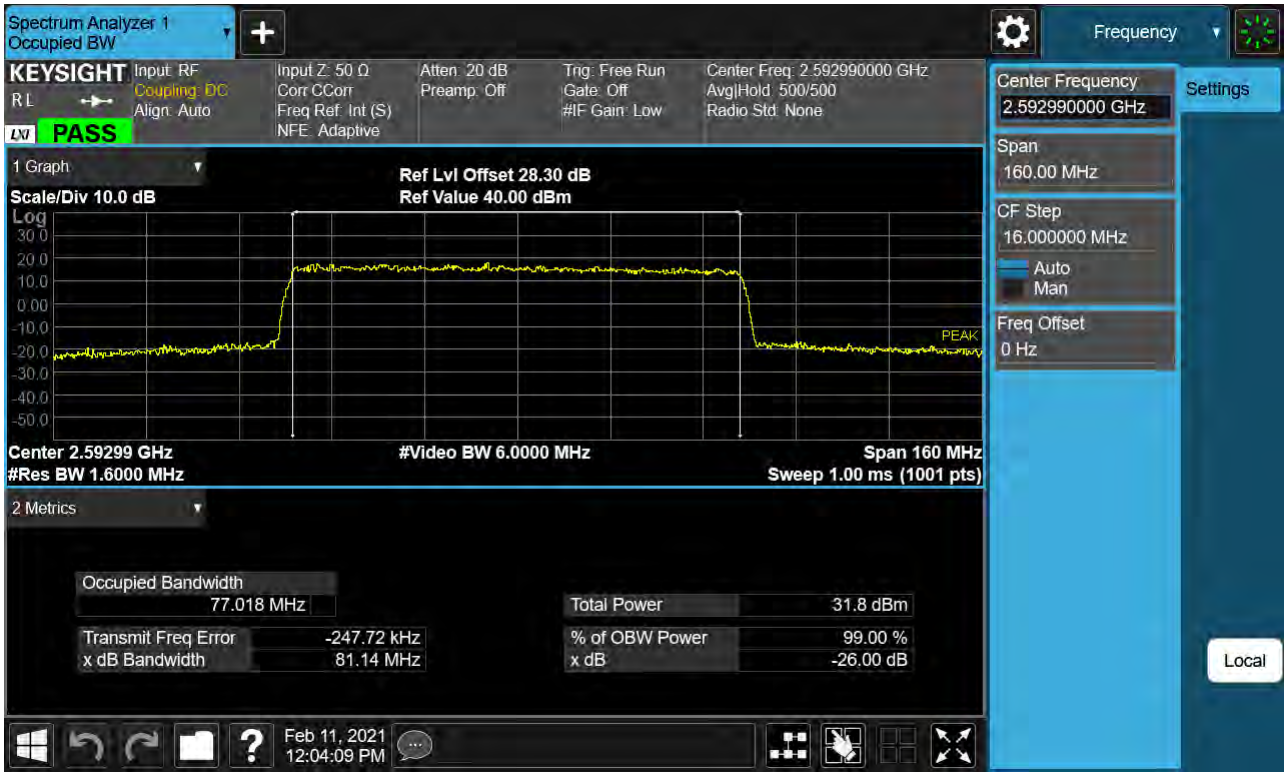 Spectrum Analyzer 1
Occupied BW
+
Frequency
KEYSIGHT
R L
LXI PASS
Input: RF
Coupling: DC
Align: Auto
Input Z: 50 Ω
Corr CCorr
Freq Ref: Int (S)
NFE: Adaptive
Atten: 20 dB
Preamp: Off
Trig: Free Run
Gate: Off
#IF Gain: Low
Center Freq: 2.592990000 GHz
Avg|Hold: 500/500
Radio Std: None
Center Frequency
2.592990000 GHz
Settings
Span
160.00 MHz
CF Step
16.000000 MHz
Auto
Man
Freq Offset
0 Hz
1 Graph
Scale/Div 10.0 dB
Ref Lvl Offset 28.30 dB
Ref Value 40.00 dBm
Log
30.0
20.0
10.0
0.00
-10.0
-20.0
-30.0
-40.0
-50.0
PEAK
Center 2.59299 GHz
#Video BW 6.0000 MHz
Span 160 MHz
#Res BW 1.6000 MHz
Sweep 1.00 ms (1001 pts)
2 Metrics
Occupied Bandwidth
77.018 MHz
Total Power 31.8 dBm
Transmit Freq Error -247.72 kHz
% of OBW Power 99.00 %
x dB Bandwidth 81.14 MHz
x dB -26.00 dB
Local
?
Feb 11, 2021
12:04:09 PM